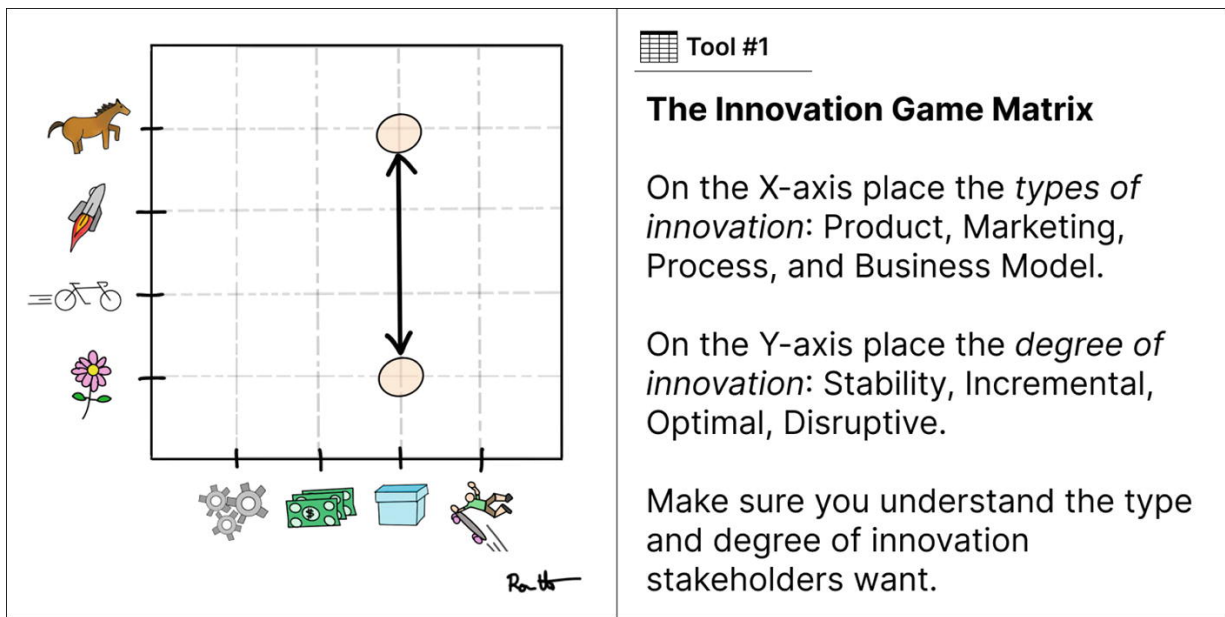 Tool #1
The Innovation Game Matrix
On the X-axis place the types of
innovation: Product, Marketing,
Process, and Business Model.
On the Y-axis place the degree of
innovation: Stability, Incremental,
Optimal, Disruptive.
Make sure you understand the type
and degree of innovation
stakeholders want.
$